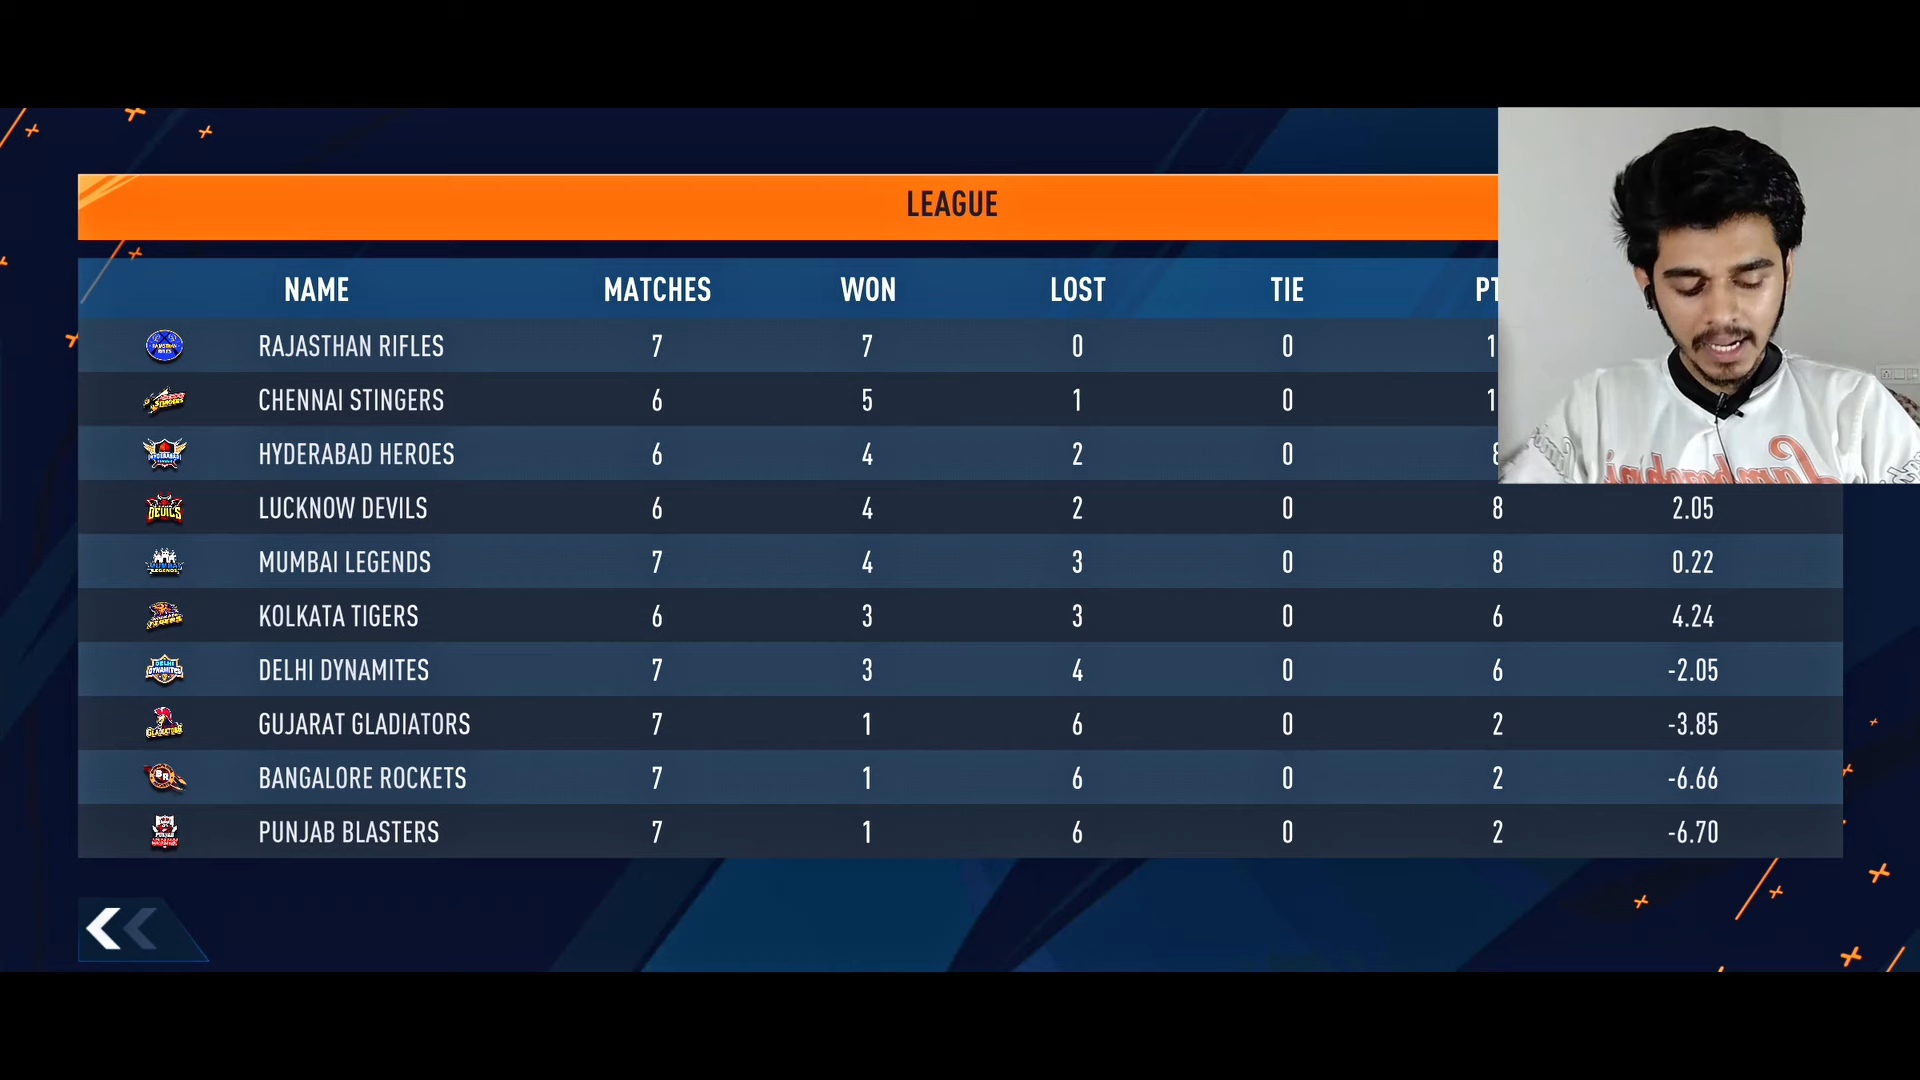 LEAGUE
NAME MATCHES WON LOST TIE
RAJASTHAN RIFLES 7 7 0 0
CHENNAI STINGERS 6 5 1 0
HYDERABAD HEROES 6 4 2 0
LUCKNOW DEVILS 6 4 2 0 8 2.05
MUMBAI LEGENDS 7 4 3 0 8 0.22
KOLKATA TIGERS 6 3 3 0 6 4.24
DELHI DYNAMITES 7 3 4 0 6 -2.05
GUJARAT GLADIATORS 7 1 6 0 2 -3.85
BANGALORE ROCKETS 7 1 6 0 2 -6.66
PUNJAB BLASTERS 7 1 6 0 2 -6.70